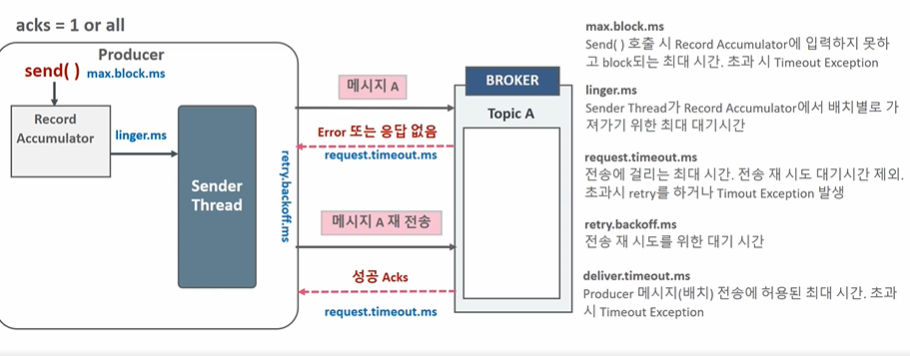 acks = 1 or all
Producer
send( ) max.block.ms
Record
Accumulator
linger.ms
Sender
Thread
retry.backoff.ms
메시지 A
Error 또는 응답 없음
request.timeout.ms
메시지 A 재 전송
성공 Acks
request.timeout.ms
BROKER
Topic A
max.block.ms
Send( ) 호출 시 Record Accumulator에 입력하지 못하
고 block되는 최대 시간. 초과 시 Timeout Exception
linger.ms
Sender Thread가 Record Accumulator에서 배치별로 가
져가기 위한 최대 대기시간
request.timeout.ms
전송에 걸리는 최대 시간. 전송 재 시도 대기시간 제외.
초과시 retry를 하거나 Timout Exception 발생
retry.backoff.ms
전송 재 시도를 위한 대기 시간
deliver.timeout.ms
Producer 메시지(배치) 전송에 허용된 최대 시간. 초과
시 Timeout Exception